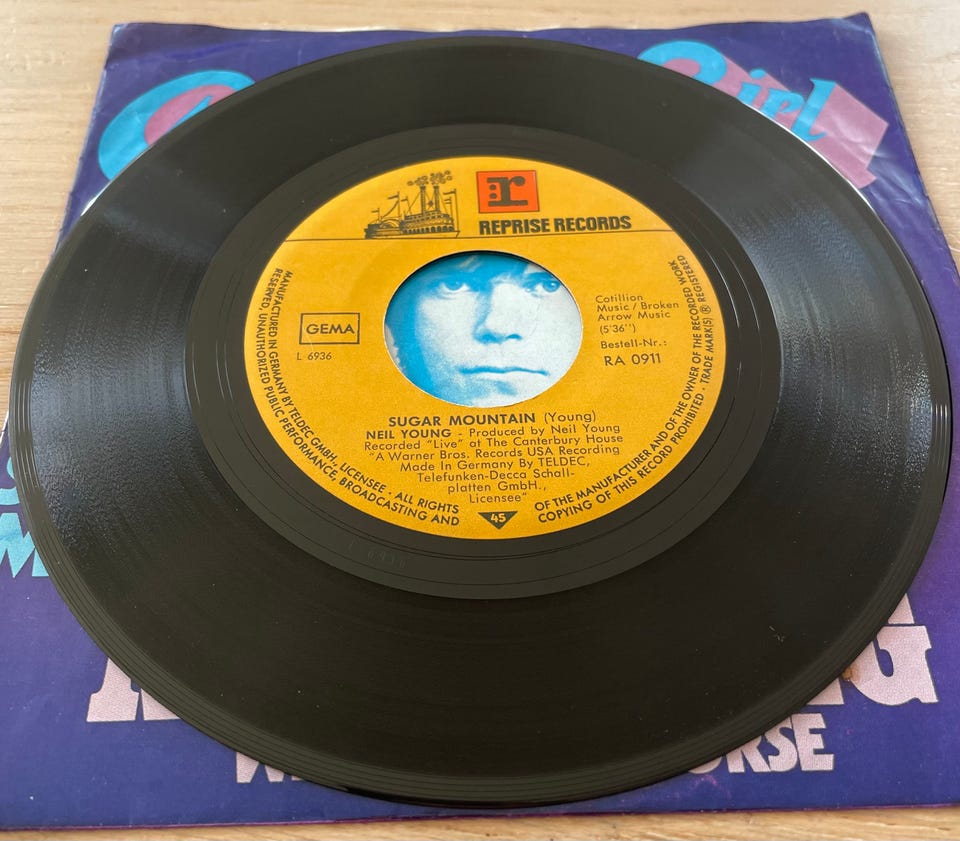 irl
REPRISE RECORDS
GEMA
L 6936
Cotillion
Music / Broken
Arrow Music
(5'36'')
Bestell-Nr.:
RA 0911
SUGAR MOUNTAIN (Young)
NEIL YOUNG - Produced by Neil Young
Recorded "Live" at The Canterbury House
"A Warner Bros. Records USA Recording
Made In Germany By TELDEC,
Telefunken-Decca Schall-
platten GmbH.,
Licensee"
45
MANUFACTURED IN GERMANY BY TELDEC GMBH, LICENSEE · ALL RIGHTS
RESERVED. UNAUTHORIZED PUBLIC PERFORMANCE, BROADCASTING AND
OF THE MANUFACTURER AND OF THE OWNER OF THE RECORDED WORK
COPYING OF THIS RECORD PROHIBITED · TRADE MARK(S) ® REGISTERED
G
W
ORSE